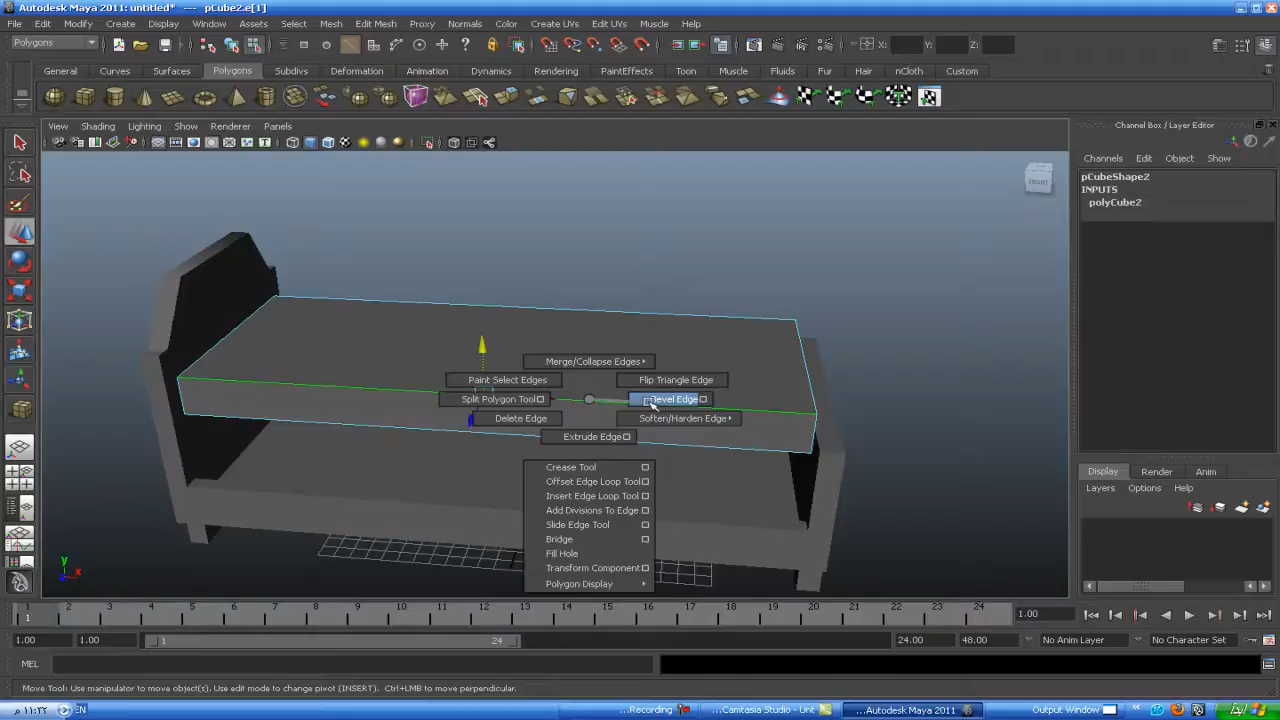 Autodesk Maya 2011: untitled* --- pCube2.e[1]
File Edit Modify Create Display Window Assets Select Mesh Edit Mesh Proxy Normals Color Create UVs Edit UVs Muscle Help
Polygons X: Y: Z:
General Curves Surfaces Polygons Subdivs Deformation Animation Dynamics Rendering PaintEffects Toon Muscle Fluids Fur Hair nCloth Custom
View Shading Lighting Show Renderer Panels
Channel Box / Layer Editor
Channels Edit Object Show
pCubeShape2
INPUTS
polyCube2
FRONT
Merge/Collapse Edges
Paint Select Edges Flip Triangle Edge
Split Polygon Tool Bevel Edge
Delete Edge Soften/Harden Edge
Extrude Edge
Crease Tool
Offset Edge Loop Tool
Insert Edge Loop Tool
Add Divisions To Edge
Slide Edge Tool
Bridge
Fill Hole
Transform Component
Polygon Display
Display Render Anim
Layers Options Help
y
x
1 2 3 4 5 6 7 8 9 10 11 12 13 14 15 16 17 18 19 20 21 22 23 24
1
1.00
1.00 1.00 1 24 24.00 48.00 No Anim Layer No Character Set
MEL
Move Tool: Use manipulator to move object(s). Use edit mode to change pivot (INSERT). Ctrl+LMB to move perpendicular.
١١:٢٢ م EN ...Recording ...Camtasia Studio - Unt ...Autodesk Maya 2011 Output Window ابدأ